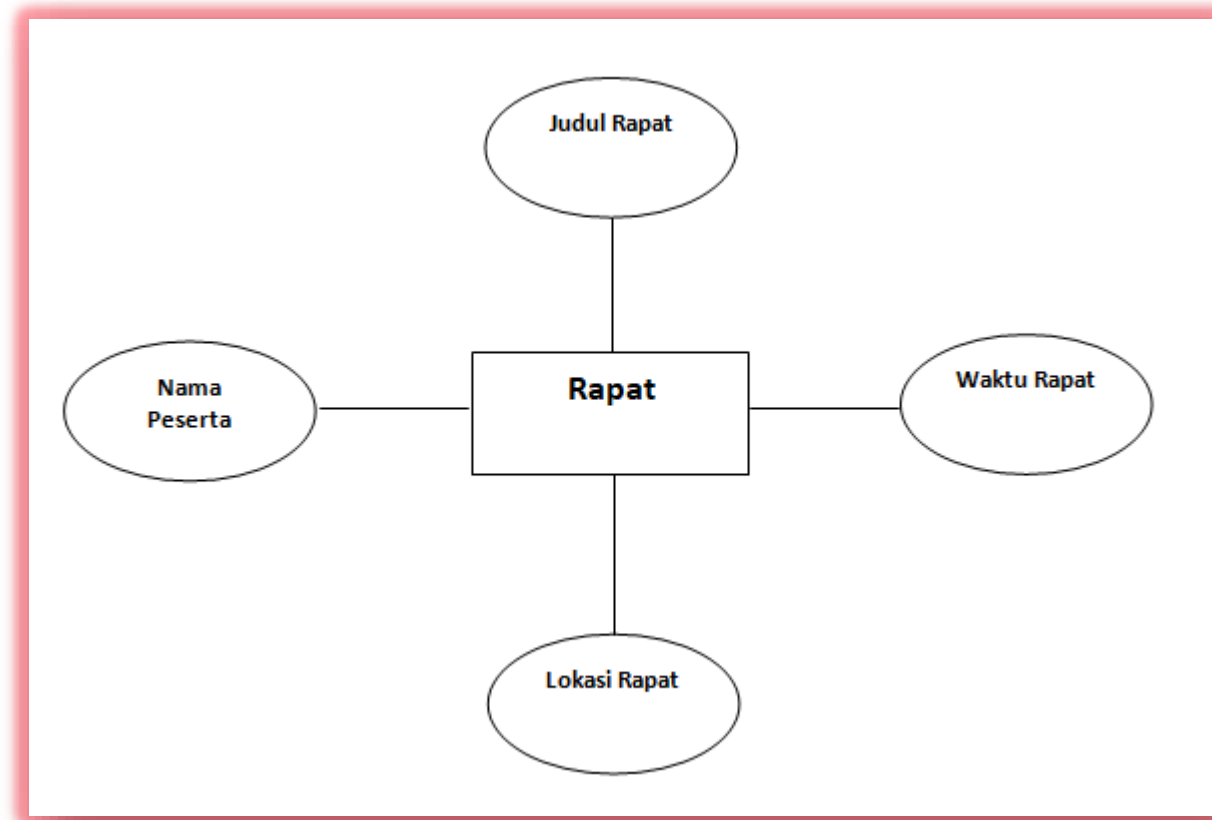 Judul Rapat
Nama
Peserta
Rapat
Waktu Rapat
Lokasi Rapat